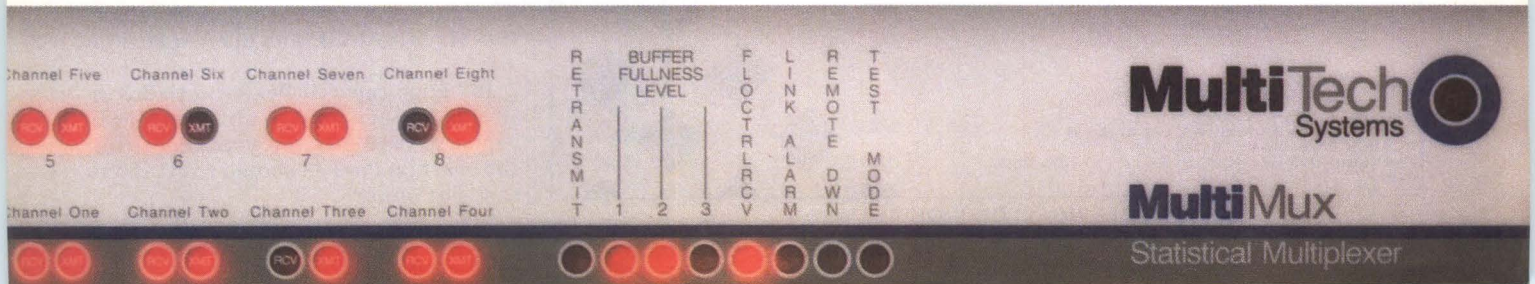 Channel Five Channel Six Channel Seven Channel Eight
RCV XMT RCV XMT RCV XMT RCV XMT
5 6 7 8
Channel One Channel Two Channel Three Channel Four
RCV XMT RCV XMT RCV XMT RCV XMT
RETRANSMIT
BUFFER
FULLNESS
LEVEL
1 2 3
FLOCTRLRCV
LINK ALARM
REMOTE DWN
TEST MODE
MultiTech
Systems
MultiMux
Statistical Multiplexer